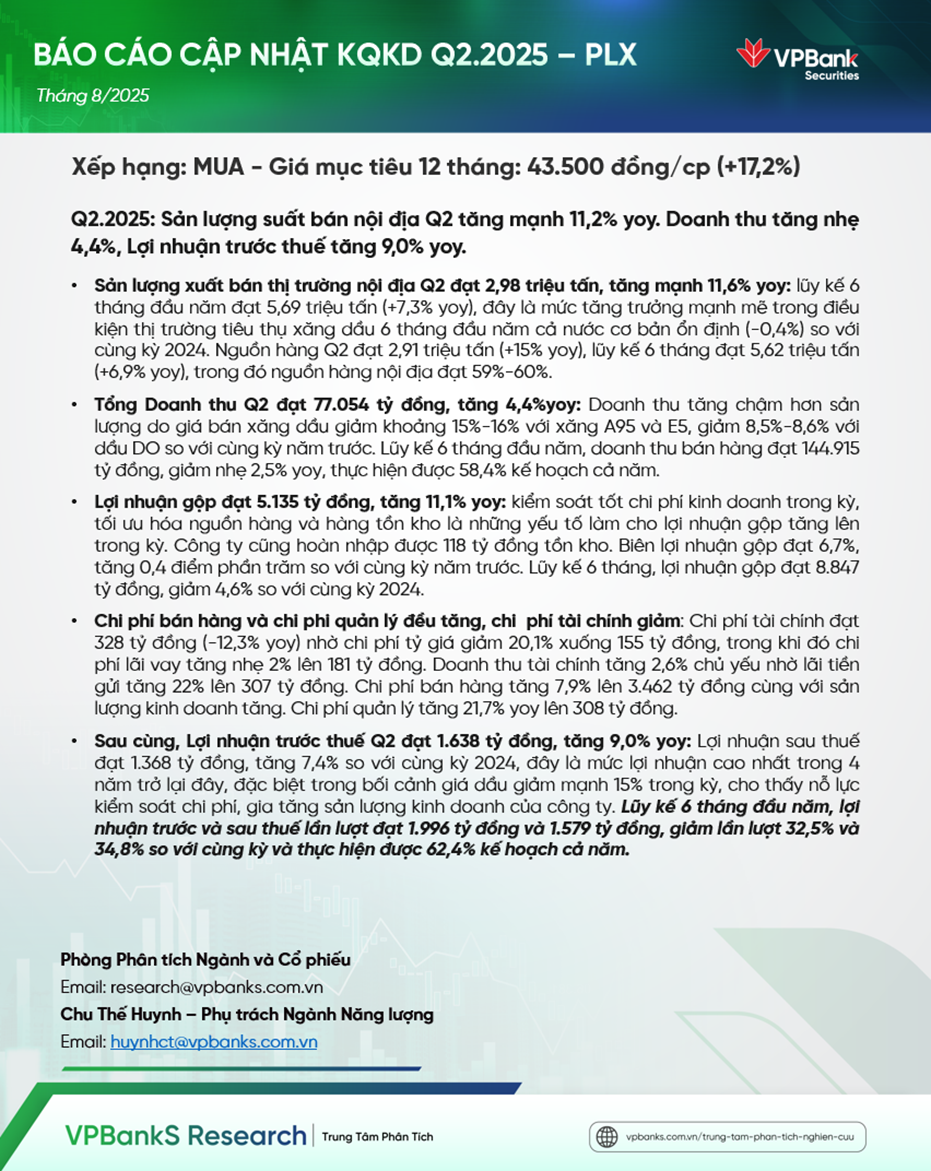 BÁO CÁO CẬP NHẬT KQKD Q2.2025 – PLX
VPBank
Securities
Tháng 8/2025
Xếp hạng: MUA - Giá mục tiêu 12 tháng: 43.500 đồng/cp (+17,2%)
Q2.2025: Sản lượng suất bán nội địa Q2 tăng mạnh 11,2% yoy. Doanh thu tăng nhẹ
4,4%, Lợi nhuận trước thuế tăng 9,0% yoy.
• Sản lượng xuất bán thị trường nội địa Q2 đạt 2,98 triệu tấn, tăng mạnh 11,6% yoy: lũy kế 6
tháng đầu năm đạt 5,69 triệu tấn (+7,3% yoy), đây là mức tăng trưởng mạnh mẽ trong điều
kiện thị trường tiêu thụ xăng dầu 6 tháng đầu năm cả nước cơ bản ổn định (-0,4%) so với
cùng kỳ 2024. Nguồn hàng Q2 đạt 2,91 triệu tấn (+15% yoy), lũy kế 6 tháng đạt 5,62 triệu tấn
(+6,9% yoy), trong đó nguồn hàng nội địa đạt 59%-60%.
• Tổng Doanh thu Q2 đạt 77.054 tỷ đồng, tăng 4,4%yoy: Doanh thu tăng chậm hơn sản
lượng do giá bán xăng dầu giảm khoảng 15%-16% với xăng A95 và E5, giảm 8,5%-8,6% với
dầu DO so với cùng kỳ năm trước. Lũy kế 6 tháng đầu năm, doanh thu bán hàng đạt 144.915
tỷ đồng, giảm nhẹ 2,5% yoy, thực hiện được 58,4% kế hoạch cả năm.
• Lợi nhuận gộp đạt 5.135 tỷ đồng, tăng 11,1% yoy: kiểm soát tốt chi phí kinh doanh trong kỳ,
tối ưu hóa nguồn hàng và hàng tồn kho là những yếu tố làm cho lợi nhuận gộp tăng lên
trong kỳ. Công ty cũng hoàn nhập được 118 tỷ đồng tồn kho. Biên lợi nhuận gộp đạt 6,7%,
tăng 0,4 điểm phần trăm so với cùng kỳ năm trước. Lũy kế 6 tháng, lợi nhuận gộp đạt 8.847
tỷ đồng, giảm 4,6% so với cùng kỳ 2024.
• Chi phí bán hàng và chi phi quản lý đều tăng, chi phí tài chính giảm: Chi phí tài chính đạt
328 tỷ đồng (-12,3% yoy) nhờ chi phí tỷ giá giảm 20,1% xuống 155 tỷ đồng, trong khi đó chi
phí lãi vay tăng nhẹ 2% lên 181 tỷ đồng. Doanh thu tài chính tăng 2,6% chủ yếu nhờ lãi tiền
gửi tăng 22% lên 307 tỷ đồng. Chi phí bán hàng tăng 7,9% lên 3.462 tỷ đồng cùng với sản
lượng kinh doanh tăng. Chi phí quản lý tăng 21,7% yoy lên 308 tỷ đồng.
• Sau cùng, Lợi nhuận trước thuế Q2 đạt 1.638 tỷ đồng, tăng 9,0% yoy: Lợi nhuận sau thuế
đạt 1.368 tỷ đồng, tăng 7,4% so với cùng kỳ 2024, đây là mức lợi nhuận cao nhất trong 4
năm trở lại đây, đặc biệt trong bối cảnh giá dầu giảm mạnh 15% trong kỳ, cho thấy nỗ lực
kiểm soát chi phí, gia tăng sản lượng kinh doanh của công ty. Lũy kế 6 tháng đầu năm, lợi
nhuận trước và sau thuế lần lượt đạt 1.996 tỷ đồng và 1.579 tỷ đồng, giảm lần lượt 32,5% và
34,8% so với cùng kỳ và thực hiện được 62,4% kế hoạch cả năm.
Phòng Phân tích Ngành và Cổ phiếu
Email: research@vpbanks.com.vn
Chu Thế Huynh – Phụ trách Ngành Năng lượng
Email: huynhct@vpbanks.com.vn
VPBankS Research | Trung Tâm Phân Tích
vpbanks.com.vn/trung-tam-phan-tich-nghien-cuu